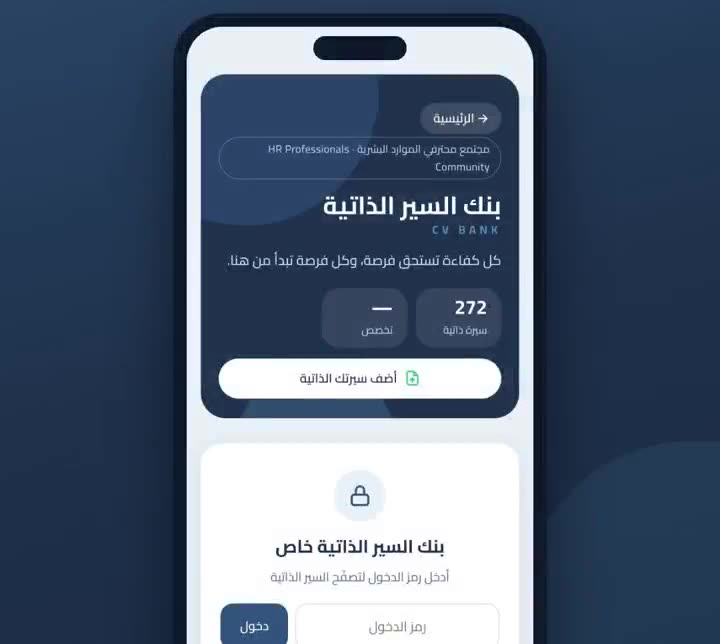 → الرئيسية
مجتمع محترفي الموارد البشرية · HR Professionals
Community
بنك السير الذاتية
CV BANK
كل كفاءة تستحق فرصة، وكل فرصة تبدأ من هنا.
272
سيرة ذاتية
—
تخصص
أضف سيرتك الذاتية
بنك السير الذاتية خاص
أدخل رمز الدخول لتصفّح السير الذاتية
رمز الدخول
دخول